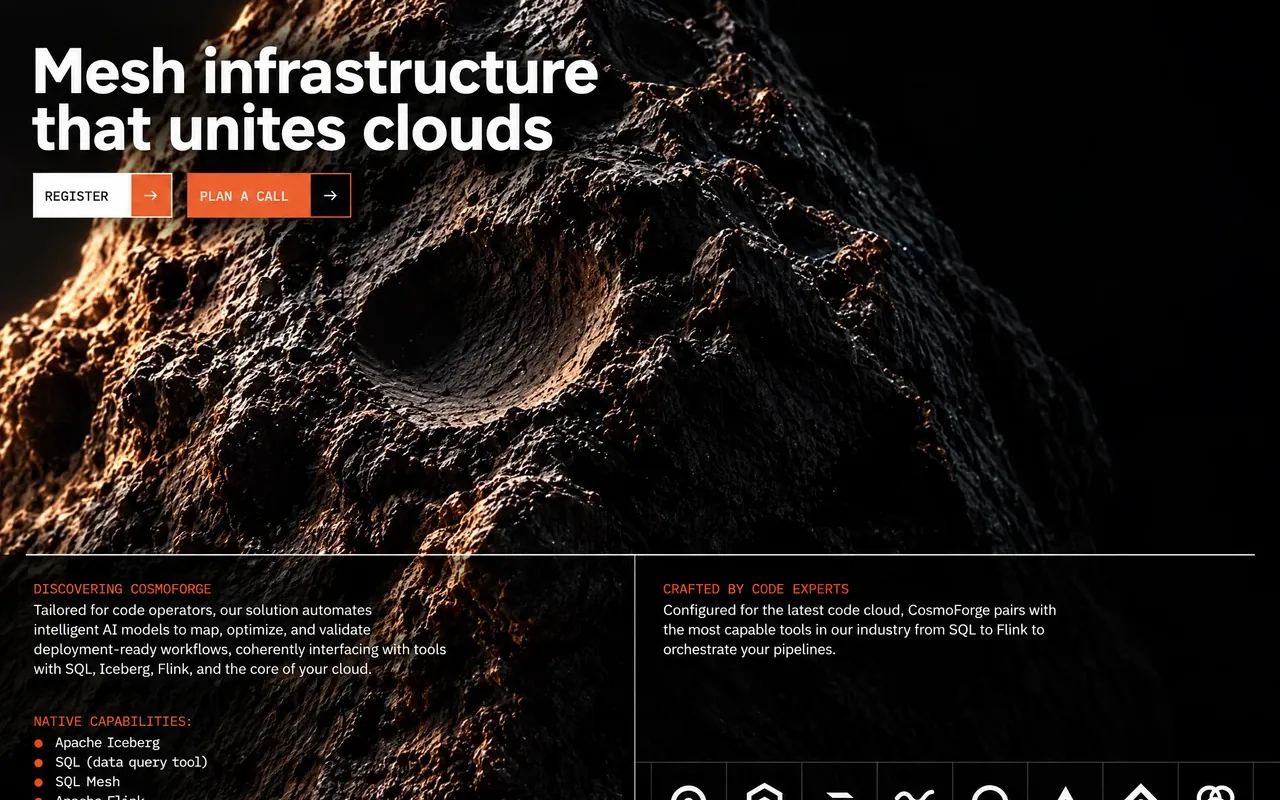 Mesh infrastructure
that unites clouds
REGISTER →
PLAN A CALL →
DISCOVERING COSMOFORGE
Tailored for code operators, our solution automates
intelligent AI models to map, optimize, and validate
deployment-ready workflows, coherently interfacing with tools
with SQL, Iceberg, Flink, and the core of your cloud.
NATIVE CAPABILITIES:
Apache Iceberg
SQL (data query tool)
SQL Mesh
Apache Flink
CRAFTED BY CODE EXPERTS
Configured for the latest code cloud, CosmoForge pairs with
the most capable tools in our industry from SQL to Flink to
orchestrate your pipelines.